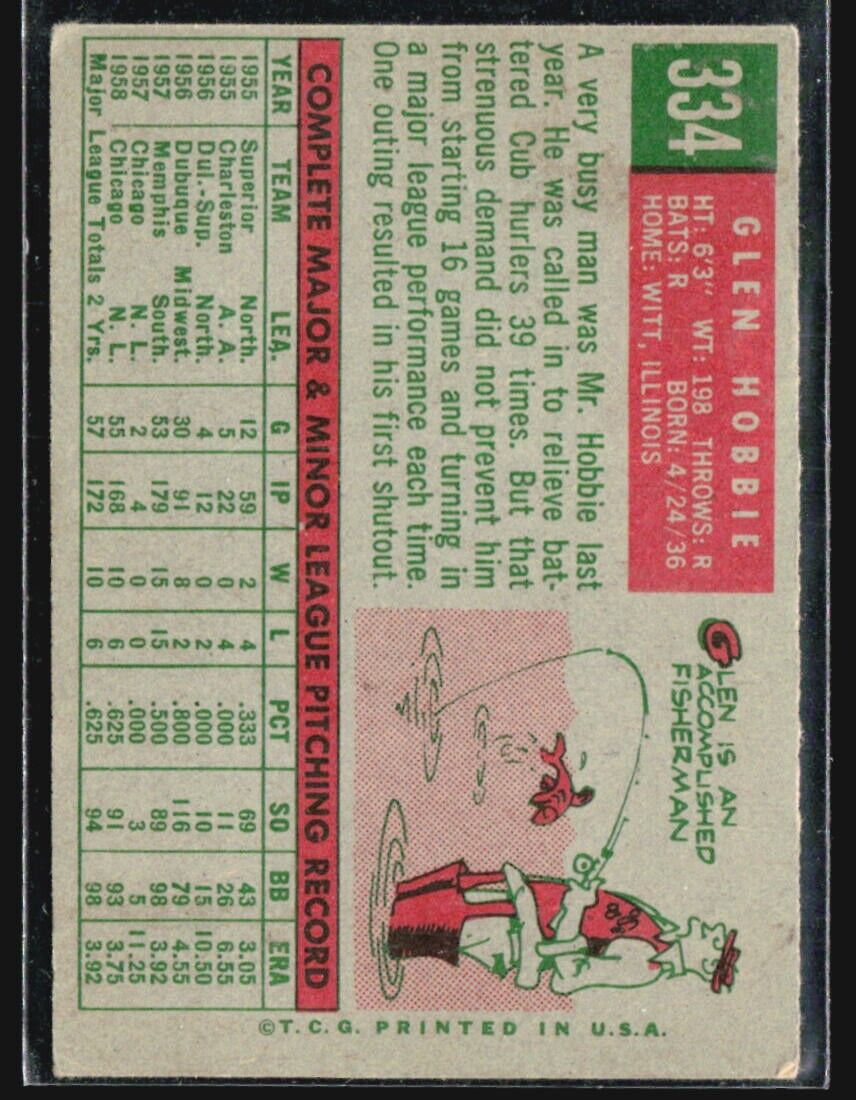 334
GLEN HOBBIE
HT: 6'3" WT: 198 THROWS: R
BATS: R BORN: 4/24/36
HOME: WITT, ILLINOIS
A very busy man was Mr. Hobbie last
year. He was called in to relieve bat-
tered Cub hurlers 39 times. But that
strenuous demand did not prevent him
from starting 16 games and turning in
a major league performance each time.
One outing resulted in his first shutout.
GLEN IS AN
ACCOMPLISHED
FISHERMAN
COMPLETE MAJOR & MINOR LEAGUE PITCHING RECORD
YEAR TEAM LEA. G IP W L PCT SO BB ERA
1955 Superior North. 12 59 2 4 .333 69 43 3.05
1955 Charleston A. A. 5 22 0 4 .000 11 26 6.55
1956 Dul.-Sup. North. 4 12 0 2 .000 10 15 10.50
1956 Dubuque Midwest. 30 91 8 2 .800 116 79 4.55
1957 Memphis South. 53 179 15 15 .500 89 98 3.92
1957 Chicago N. L. 2 4 0 0 .000 3 5 11.25
1958 Chicago N. L. 55 168 10 6 .625 91 93 3.75
Major League Totals 2 Yrs. 57 172 10 6 .625 94 98 3.92
©T.C.G. PRINTED IN U.S.A.